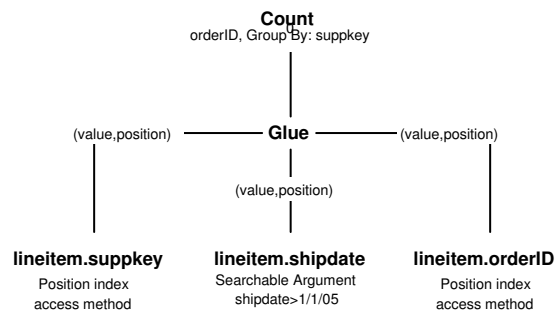 Count
0
orderID, Group By: suppkey
(value,position) Glue (value,position)
(value,position)
lineitem.suppkey lineitem.shipdate lineitem.orderID
Position index Searchable Argument Position index
access method shipdate>1/1/05 access method